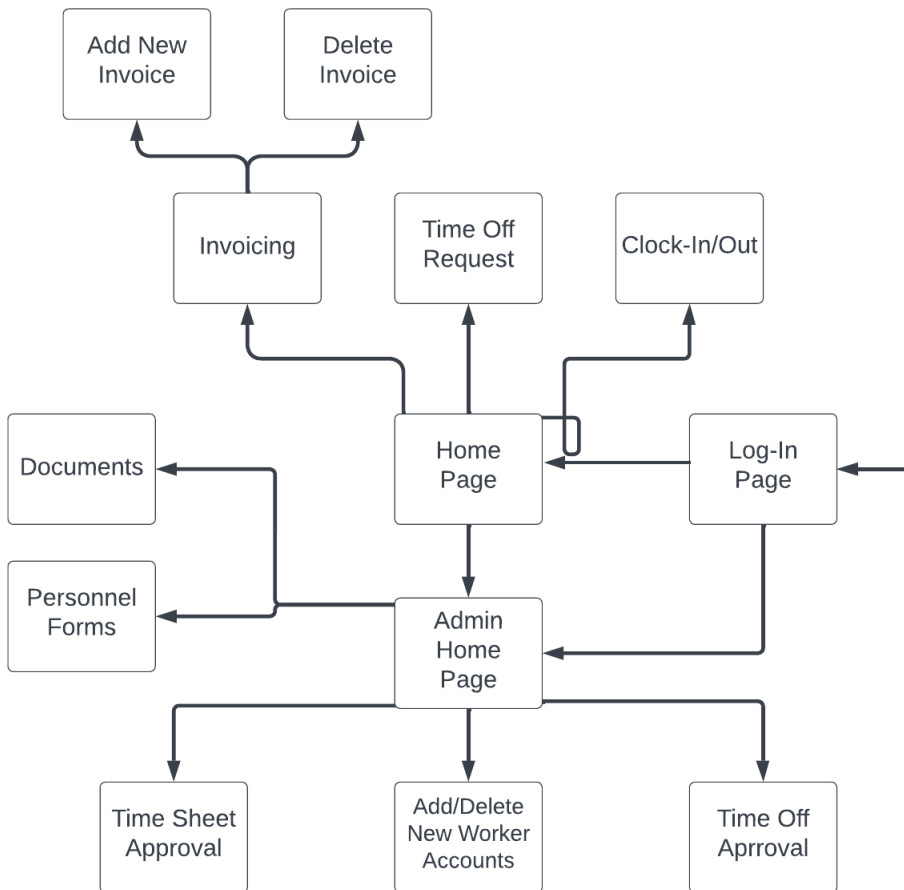 Add New
Invoice
Delete
Invoice
Invoicing
Time Off
Request
Clock-In/Out
Documents
Home
Page
Log-In
Page
Personnel
Forms
Admin
Home
Page
Time Sheet
Approval
Add/Delete
New Worker
Accounts
Time Off
Aprroval